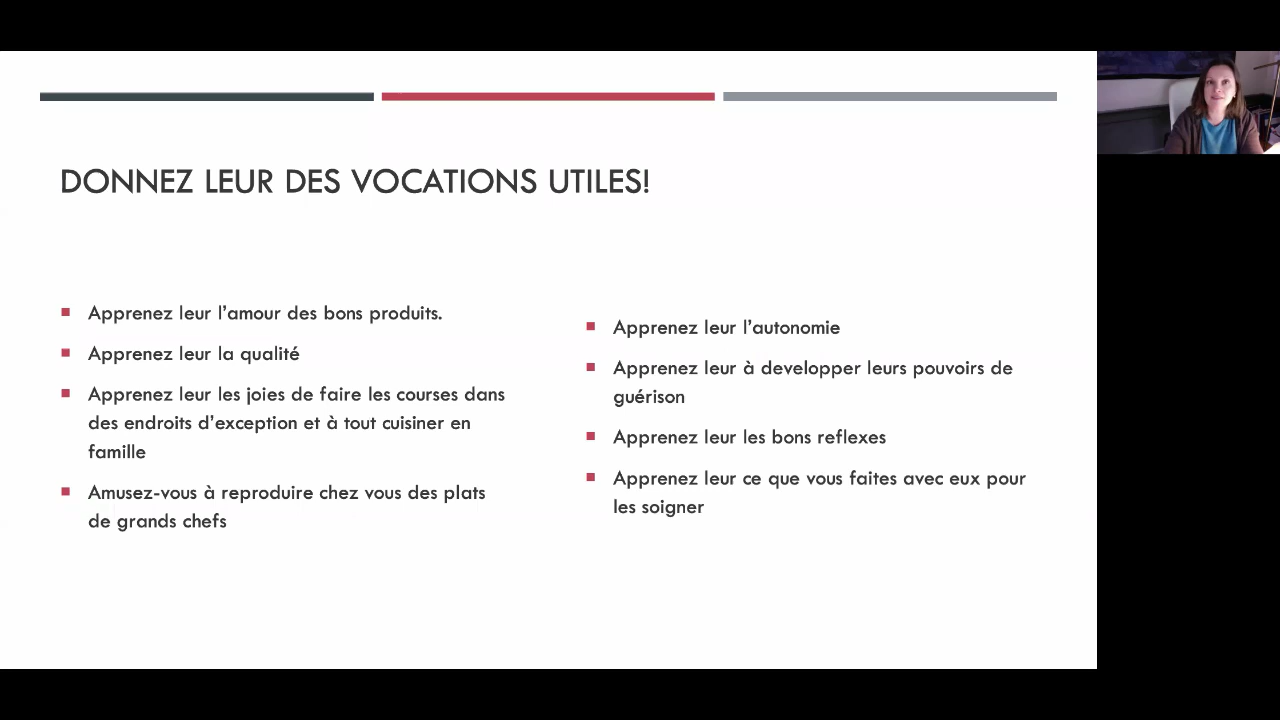 DONNEZ LEUR DES VOCATIONS UTILES!
Apprenez leur l’amour des bons produits.
Apprenez leur la qualité
Apprenez leur les joies de faire les courses dans
des endroits d’exception et à tout cuisiner en
famille
Amusez-vous à reproduire chez vous des plats
de grands chefs
Apprenez leur l’autonomie
Apprenez leur à developper leurs pouvoirs de
guérison
Apprenez leur les bons reflexes
Apprenez leur ce que vous faites avec eux pour
les soigner